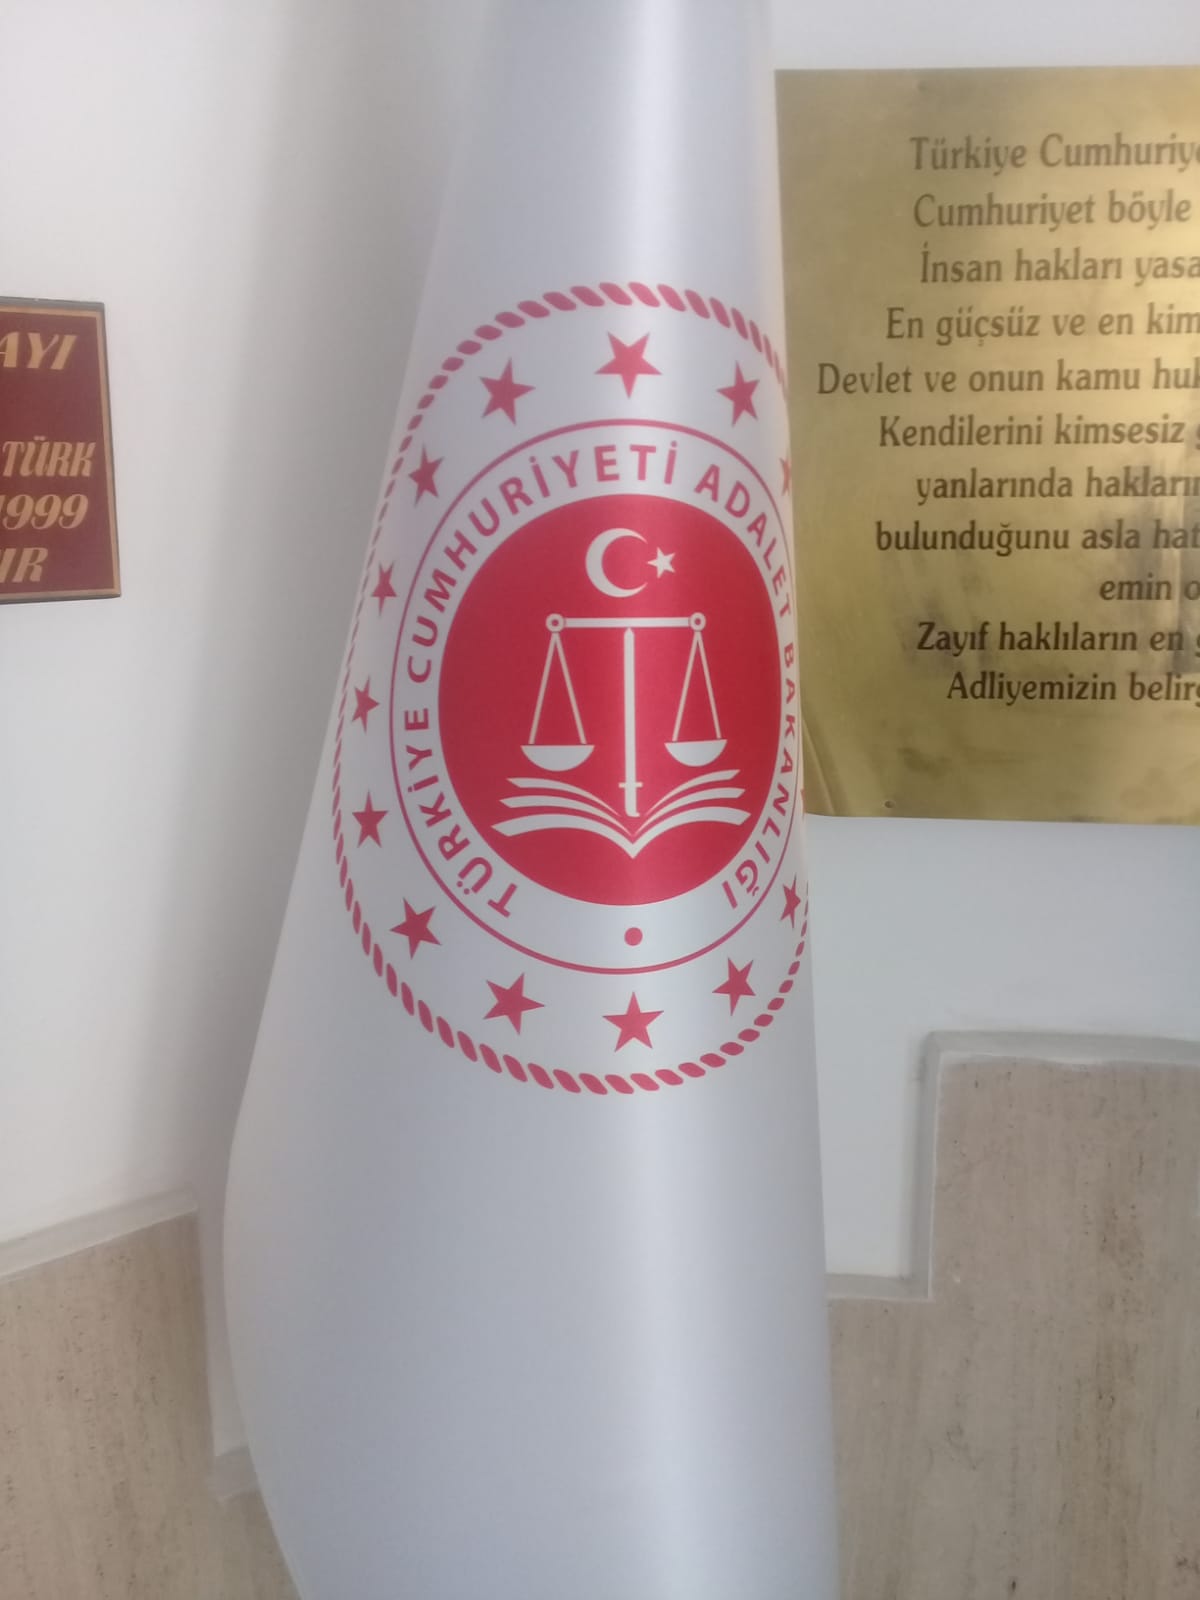 AYI
TÜRK
1999
IR
TÜRKİYE CUMHURİYETİ ADALET BAKANLIĞI
Türkiye Cumhuriye
Cumhuriyet böyle
İnsan hakları yasa
En güçsüz ve en kim
Devlet ve onun kamu huk
Kendilerini kimsesiz
yanlarında hakların
bulunduğunu asla hat
emin o
Zayıf haklıların en
Adliyemizin belirg